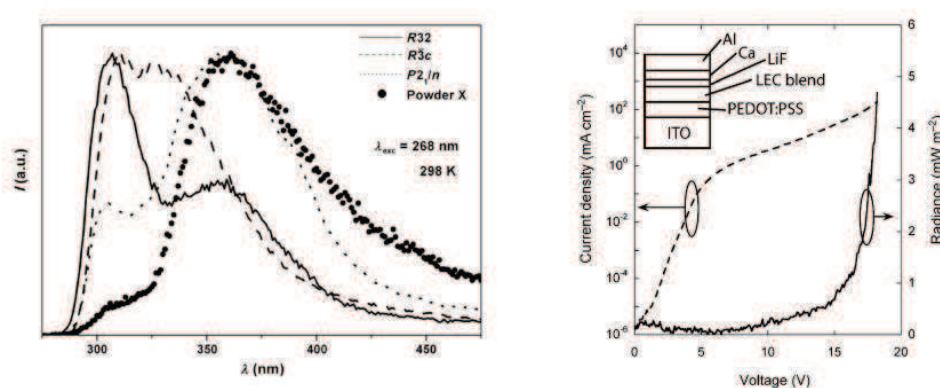 R32
R3̅c
P2₁/n
Powder X
λexc = 268 nm
298 K
I (a.u.)
300
350
400
450
λ (nm)
Al
Ca
LiF
LEC blend
PEDOT:PSS
ITO
Current density (mA cm⁻²)
10⁴
10²
10⁰
10⁻²
10⁻⁴
10⁻⁶
Radiance (mW m⁻²)
6
5
4
3
2
1
0
0
5
10
15
20
Voltage (V)